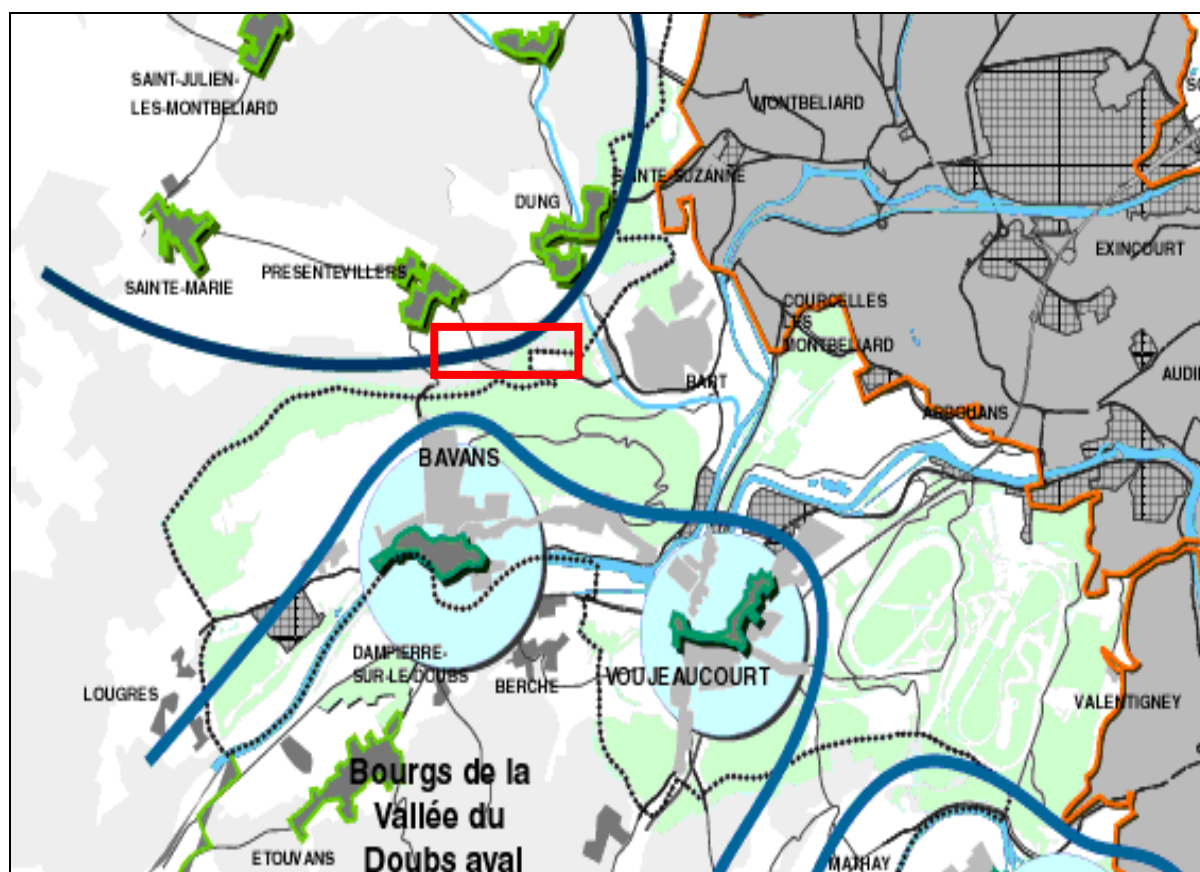 SAINT-JULIEN-
LES-MONTBELIARD
MONTBELIARD
SAINTE-SUZANNE
DUNG
EXINCOURT
PRESENTEVILLERS
SAINTE-MARIE
COURCELLES
LES
MONTBELIARD
BART
ARBOUANS
BAVANS
DAMPIERRE-
SUR-LE-DOUBS
BERCHE
VOUJEAUCOURT
LOUGRES
VALENTIGNEY
Bourgs de la
Vallée du
Doubs aval
ETOUVANS
MATHAY